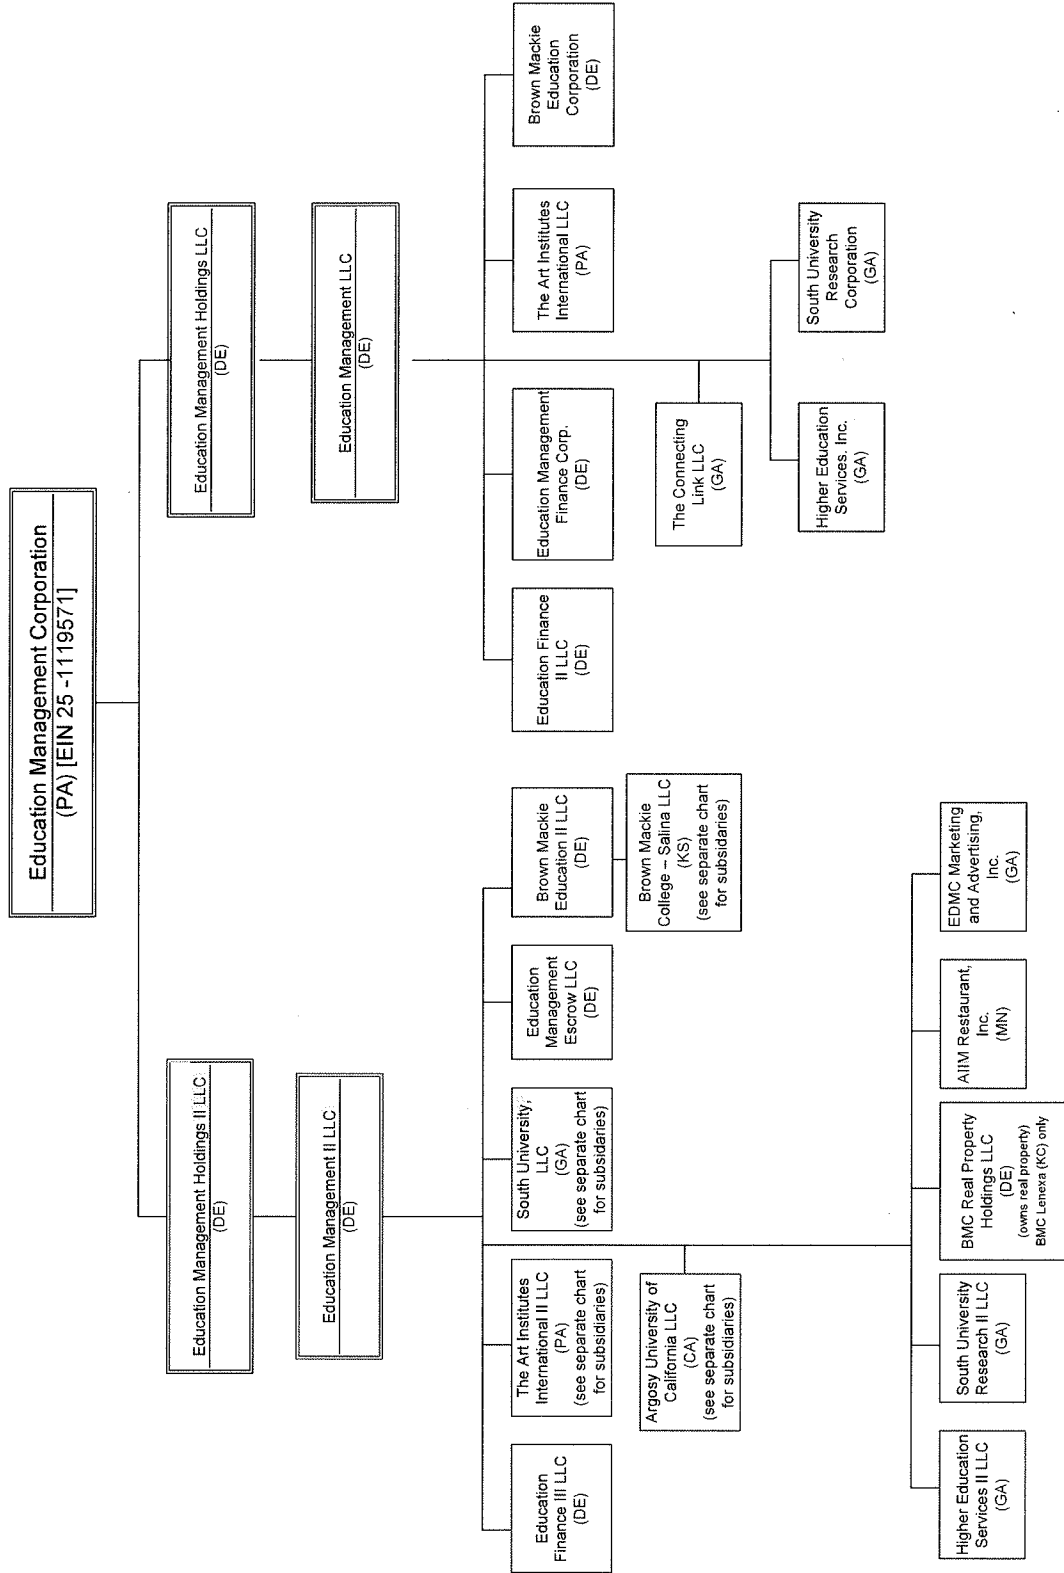 Education Management Corporation
(PA) [EIN 25 -1119571]
Education Management Holdings II LLC
(DE)
Education Management Holdings LLC
(DE)
Education Management II LLC
(DE)
Education Management LLC
(DE)
Education
Finance III LLC
(DE)
The Art Institutes
International II LLC
(PA)
(see separate chart
for subsidiaries)
South University,
LLC
(GA)
(see separate chart
for subsidaries)
Education
Management
Escrow LLC
(DE)
Brown Mackie
Education II LLC
(DE)
Education Finance
II LLC
(DE)
Education Management
Finance Corp.
(DE)
The Art Institutes
International LLC
(PA)
Brown Mackie
Education
Corporation
(DE)
Argosy University of
California LLC
(CA)
(see separate chart
for subsidiaries)
Brown Mackie
College – Salina LLC
(KS)
(see separate chart
for subsidaries)
The Connecting
Link LLC
(GA)
Higher Education
Services, Inc.
(GA)
South University
Research
Corporation
(GA)
Higher Education
Services II LLC
(GA)
South University
Research II LLC
(GA)
BMC Real Property
Holdings LLC
(DE)
(owns real property)
BMC Lenexa (KC) only
AIIM Restaurant,
Inc.
(MN)
EDMC Marketing
and Advertising,
Inc.
(GA)